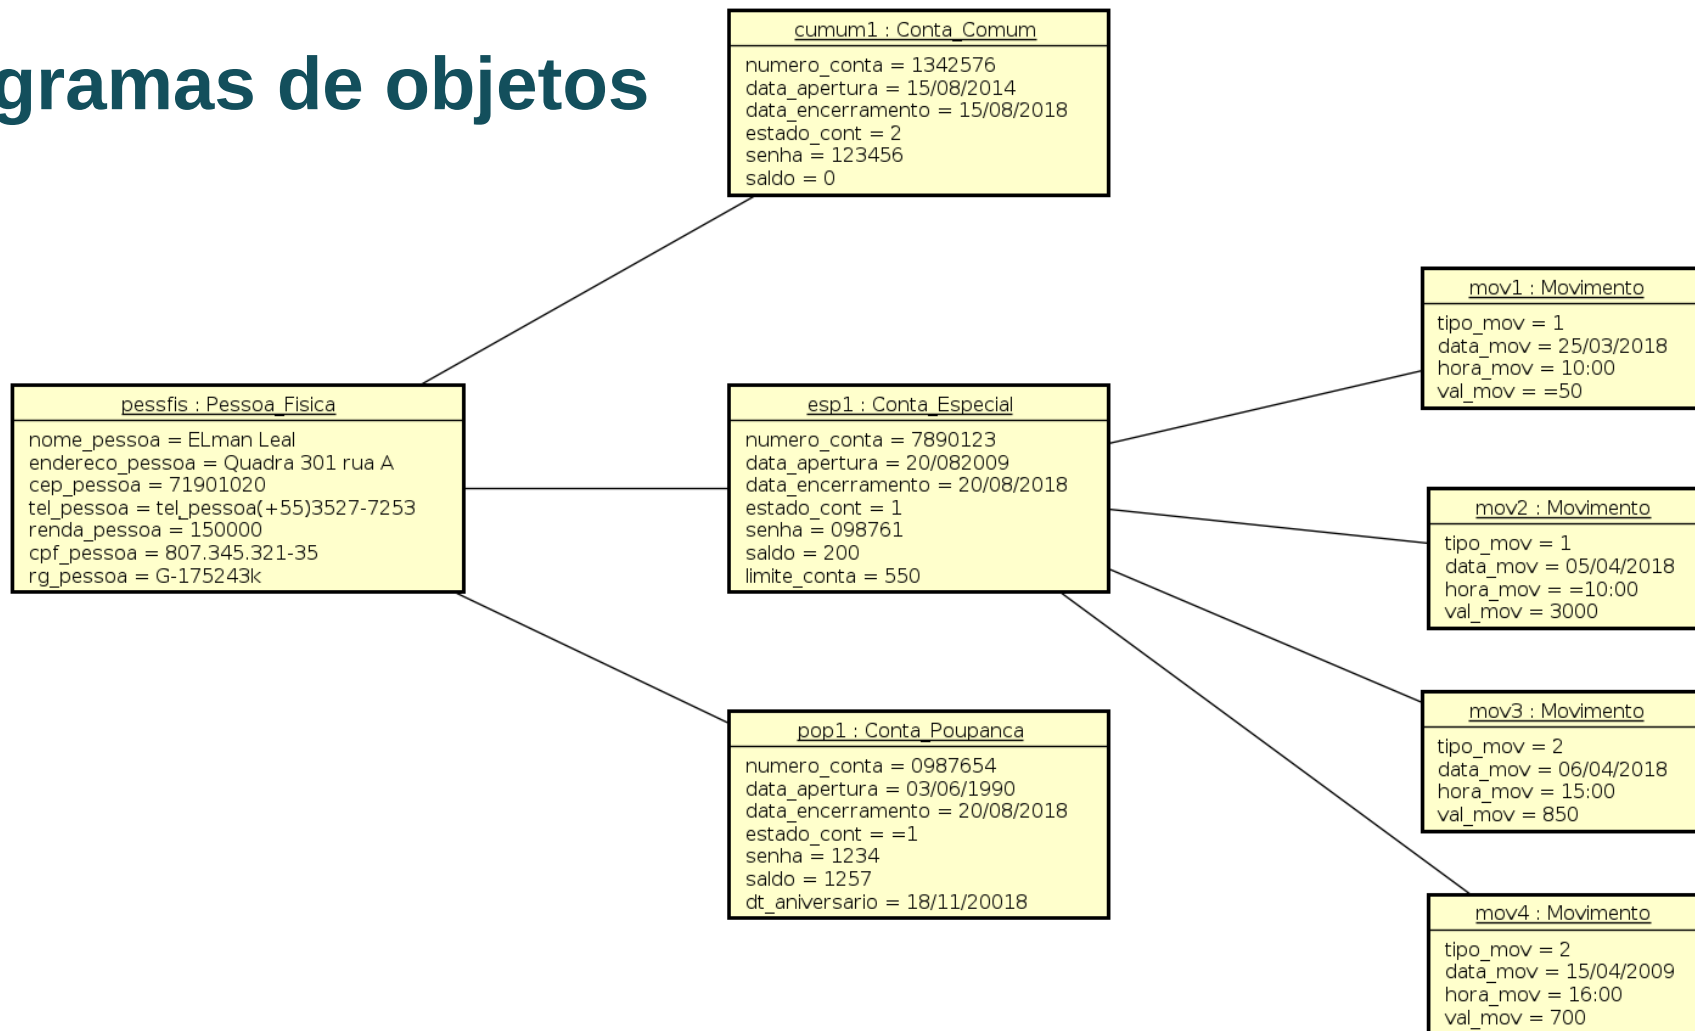 gramas de objetos
cumum1 : Conta_Comum
numero_conta = 1342576
data_apertura = 15/08/2014
data_encerramento = 15/08/2018
estado_cont = 2
senha = 123456
saldo = 0
pessfis : Pessoa_Fisica
nome_pessoa = ELman Leal
endereco_pessoa = Quadra 301 rua A
cep_pessoa = 71901020
tel_pessoa = tel_pessoa(+55)3527-7253
renda_pessoa = 150000
cpf_pessoa = 807.345.321-35
rg_pessoa = G-175243k
esp1 : Conta_Especial
numero_conta = 7890123
data_apertura = 20/082009
data_encerramento = 20/08/2018
estado_cont = 1
senha = 098761
saldo = 200
limite_conta = 550
pop1 : Conta_Poupanca
numero_conta = 0987654
data_apertura = 03/06/1990
data_encerramento = 20/08/2018
estado_cont = =1
senha = 1234
saldo = 1257
dt_aniversario = 18/11/20018
mov1 : Movimento
tipo_mov = 1
data_mov = 25/03/2018
hora_mov = 10:00
val_mov = =50
mov2 : Movimento
tipo_mov = 1
data_mov = 05/04/2018
hora_mov = =10:00
val_mov = 3000
mov3 : Movimento
tipo_mov = 2
data_mov = 06/04/2018
hora_mov = 15:00
val_mov = 850
mov4 : Movimento
tipo_mov = 2
data_mov = 15/04/2009
hora_mov = 16:00
val_mov = 700